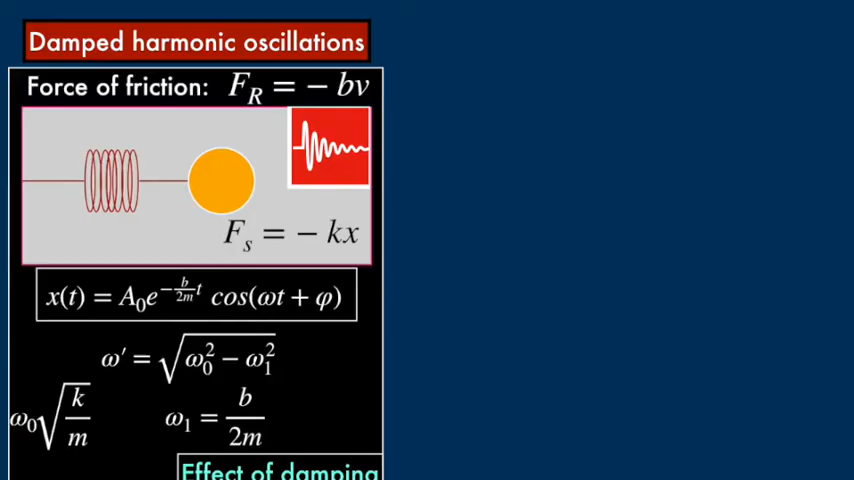 Damped harmonic oscillations
Force of friction: F_R = − bv
F_s = − kx
x(t) = A_0e^{−\frac{b}{2m}t} cos(ωt + φ)
ω′ = \sqrt{ω_0^2 − ω_1^2}
ω_0\sqrt{\frac{k}{m}} ω_1 = \frac{b}{2m}
Effect of damping